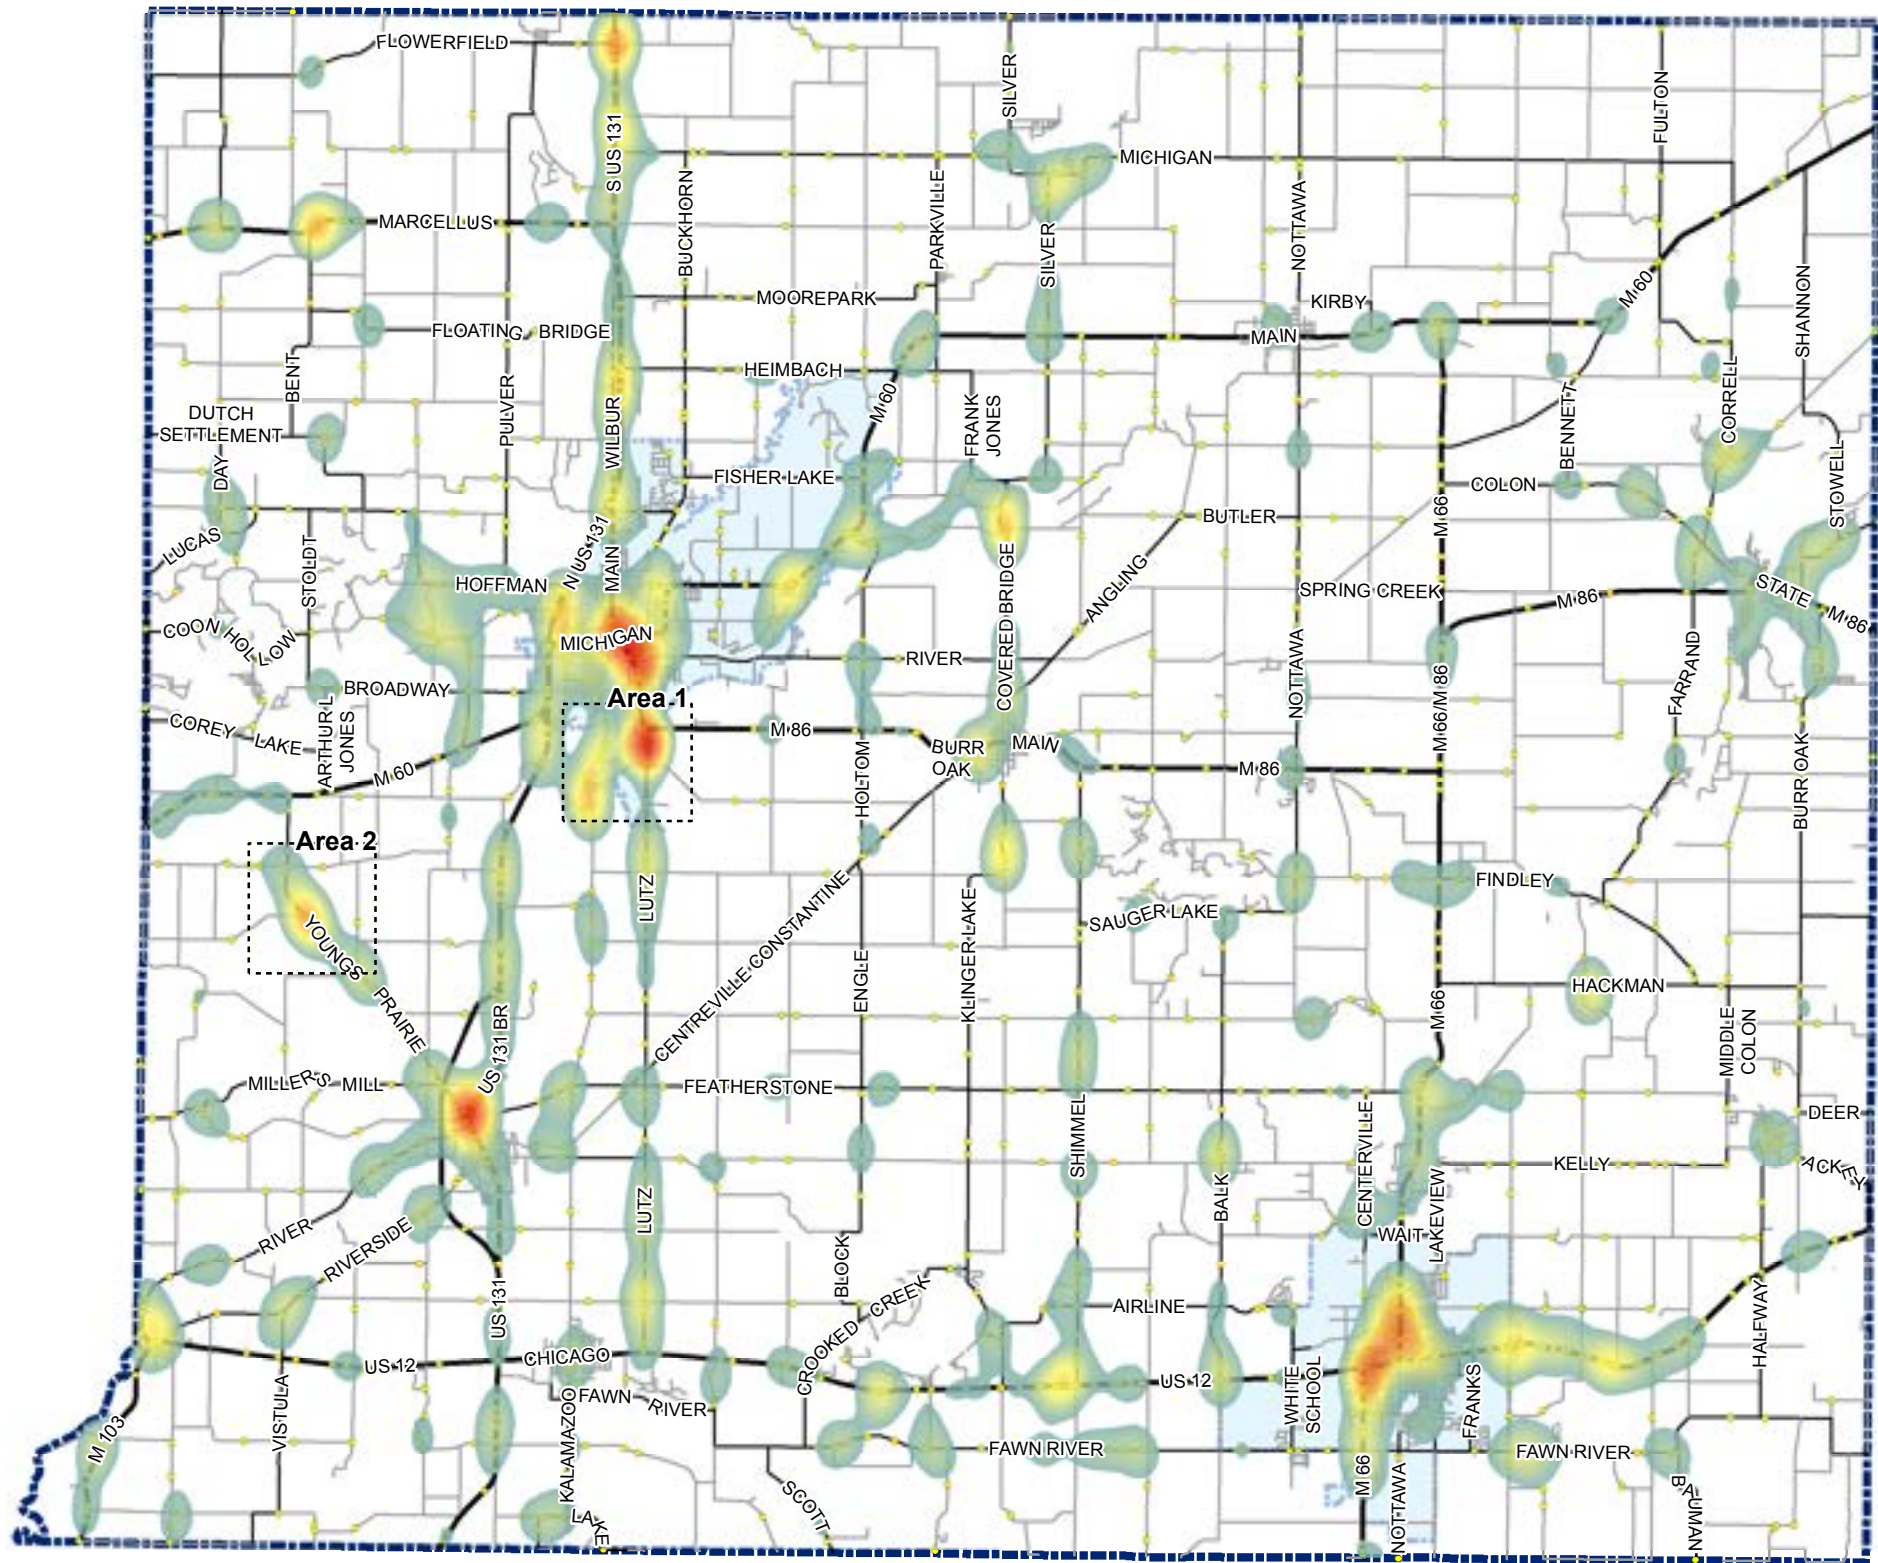 FLOWERFIELD
SILVER
FULTON
S US 131
MICHIGAN
BUCKHORN
PARKVILLE
NOTTAWA
MARCELLUS
SILVER
SHANNON
M 60
MOOREPARK
KIRBY
FLOATING BRIDGE
MAIN
BENT
PULVER
HEIMBACH
M 60
FRANK
JONES
BENNETT
CORRELL
DUTCH
SETTLEMENT
DAY
WILBUR
FISHER LAKE
COLON
STOWELL
M 66
BUTLER
LUCAS
STOLDT
N US 131
MAIN
HOFFMAN
COVERED BRIDGE
ANGLING
SPRING CREEK
M 86
STATE
M 86
COON HOLLOW
MICHIGAN
RIVER
NOTTAWA
FARRAND
BROADWAY
Area 1
M 66/M 86
ARTHUR L
JONES
COREY LAKE
M 86
BURR
OAK
MAIN
M 86
BURR OAK
M 60
HOLTOM
Area 2
LUTZ
CENTREVILLE CONSTANTINE
FINDLEY
SAUGER LAKE
YOUNGS PRAIRIE
ENGLE
KLINGER LAKE
HACKMAN
M 66
MIDDLE
COLON
US 131 BR
MILLERS MILL
FEATHERSTONE
SHIMMEL
CENTERVILLE
DEER
KELLY
ACKEY
LUTZ
BALK
LAKEVIEW
WAIT
RIVER
RIVERSIDE
BLOCK
US 131
CROOKED CREEK
AIRLINE
HALFWAY
CHICAGO
US 12
US 12
WHITE
SCHOOL
FRANKS
VISTULA
KALAMAZOO
FAWN RIVER
M 103
FAWN RIVER
FAWN RIVER
M 66
NOTTAWA
BAUMAN
SCOTT
LAKE